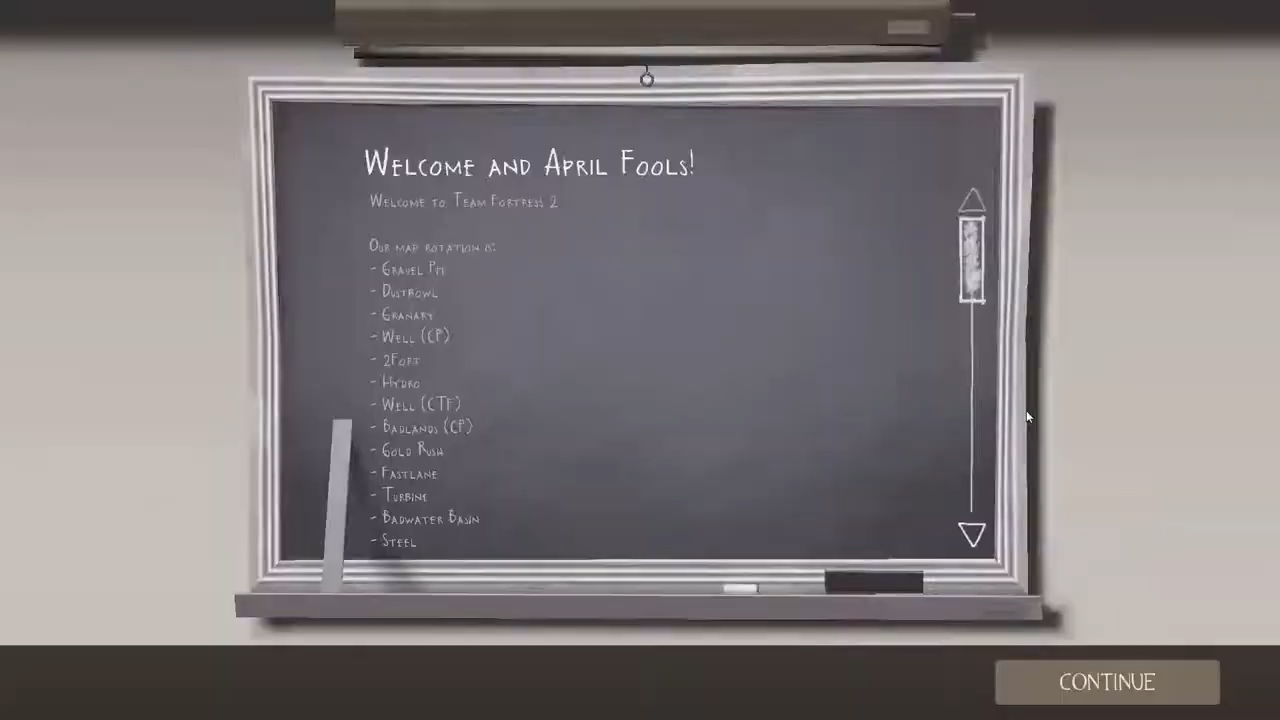 Welcome and April Fools!
Welcome to Team Fortress 2
Our map rotation is:
- Gravel Pit
- Dustbowl
- Granary
- Well (CP)
- 2Fort
- Hydro
- Well (CTF)
- Badlands (CP)
- Gold Rush
- Fastlane
- Turbine
- Badwater Basin
- Steel
CONTINUE